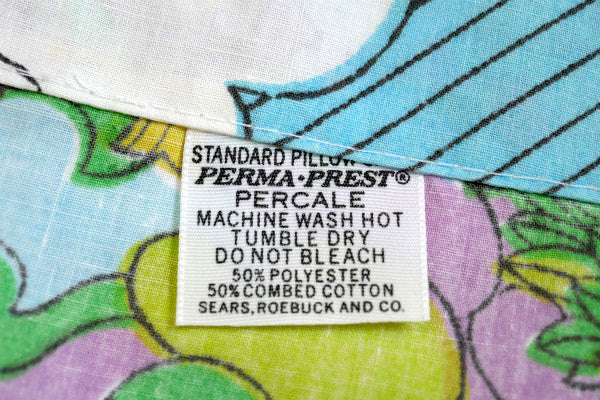 STANDARD PILLOW
PERMA·PREST®
PERCALE
MACHINE WASH HOT
TUMBLE DRY
DO NOT BLEACH
50% POLYESTER
50% COMBED COTTON
SEARS, ROEBUCK AND CO.